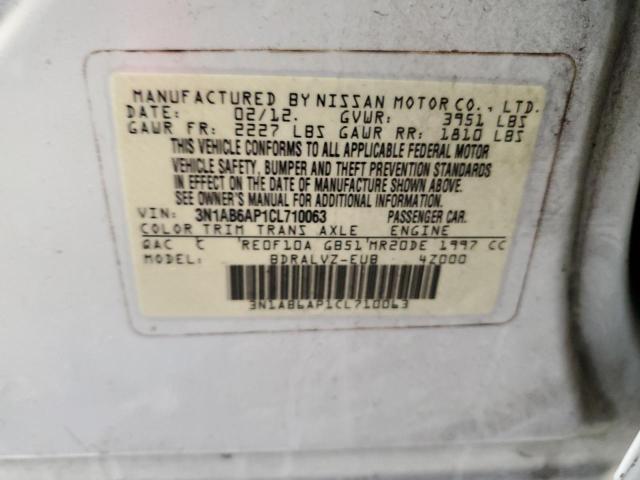 MANUFACTURED BY NISSAN MOTOR CO., LTD.
DATE: 02/12. GVWR: 3951 LBS
GAWR FR: 2227 LBS GAWR RR: 1810 LBS
THIS VEHICLE CONFORMS TO ALL APPLICABLE FEDERAL MOTOR
VEHICLE SAFETY, BUMPER AND THEFT PREVENTION STANDARDS
IN EFFECT ON THE DATE OF MANUFACTURE SHOWN ABOVE.
SEE OWNER'S MANUAL FOR ADDITIONAL INFORMATION.
VIN: 3N1AB6AP1CL710063 PASSENGER CAR.
COLOR TRIM TRANS AXLE ENGINE
QAC C RE0F10A GB51 MR20DE 1997 CC
MODEL: BDRALVZ-EUB 4Z000
3N1AB6AP1CL710063